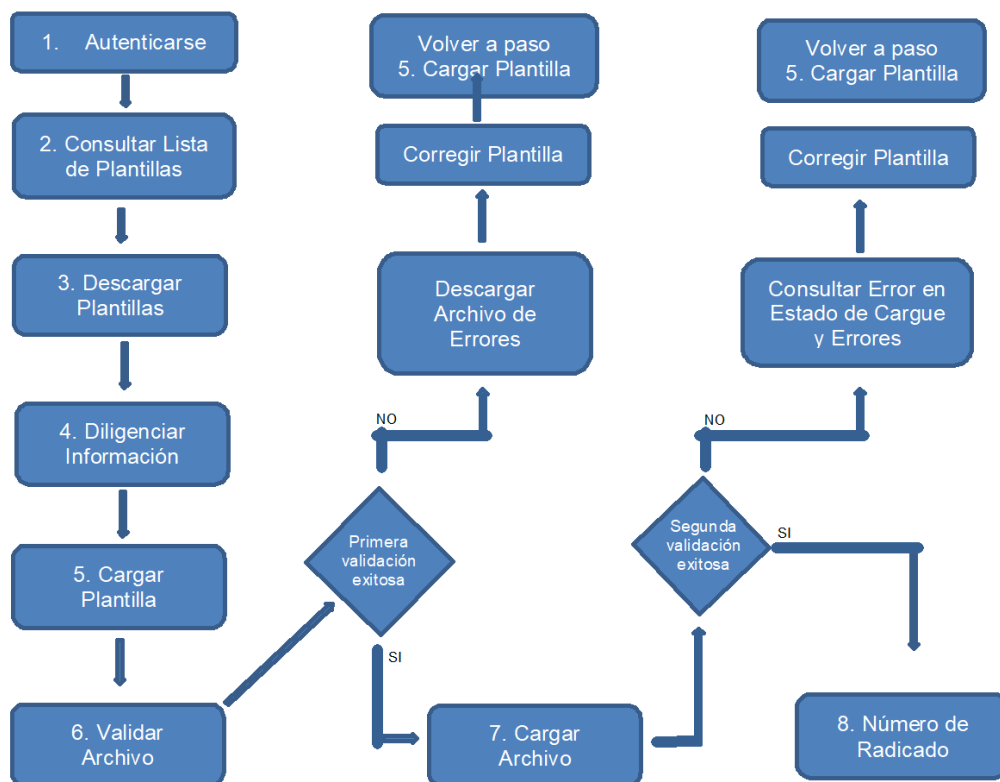 1. Autenticarse
2. Consultar Lista
de Plantillas
3. Descargar
Plantillas
4. Diligenciar
Información
5. Cargar
Plantilla
6. Validar
Archivo
Primera
validación
exitosa
NO
Descargar
Archivo de
Errores
Corregir Plantilla
Volver a paso
5. Cargar Plantilla
SI
7. Cargar
Archivo
Segunda
validación
exitosa
NO
Consultar Error en
Estado de Cargue
y Errores
Corregir Plantilla
Volver a paso
5. Cargar Plantilla
SI
8. Número de
Radicado